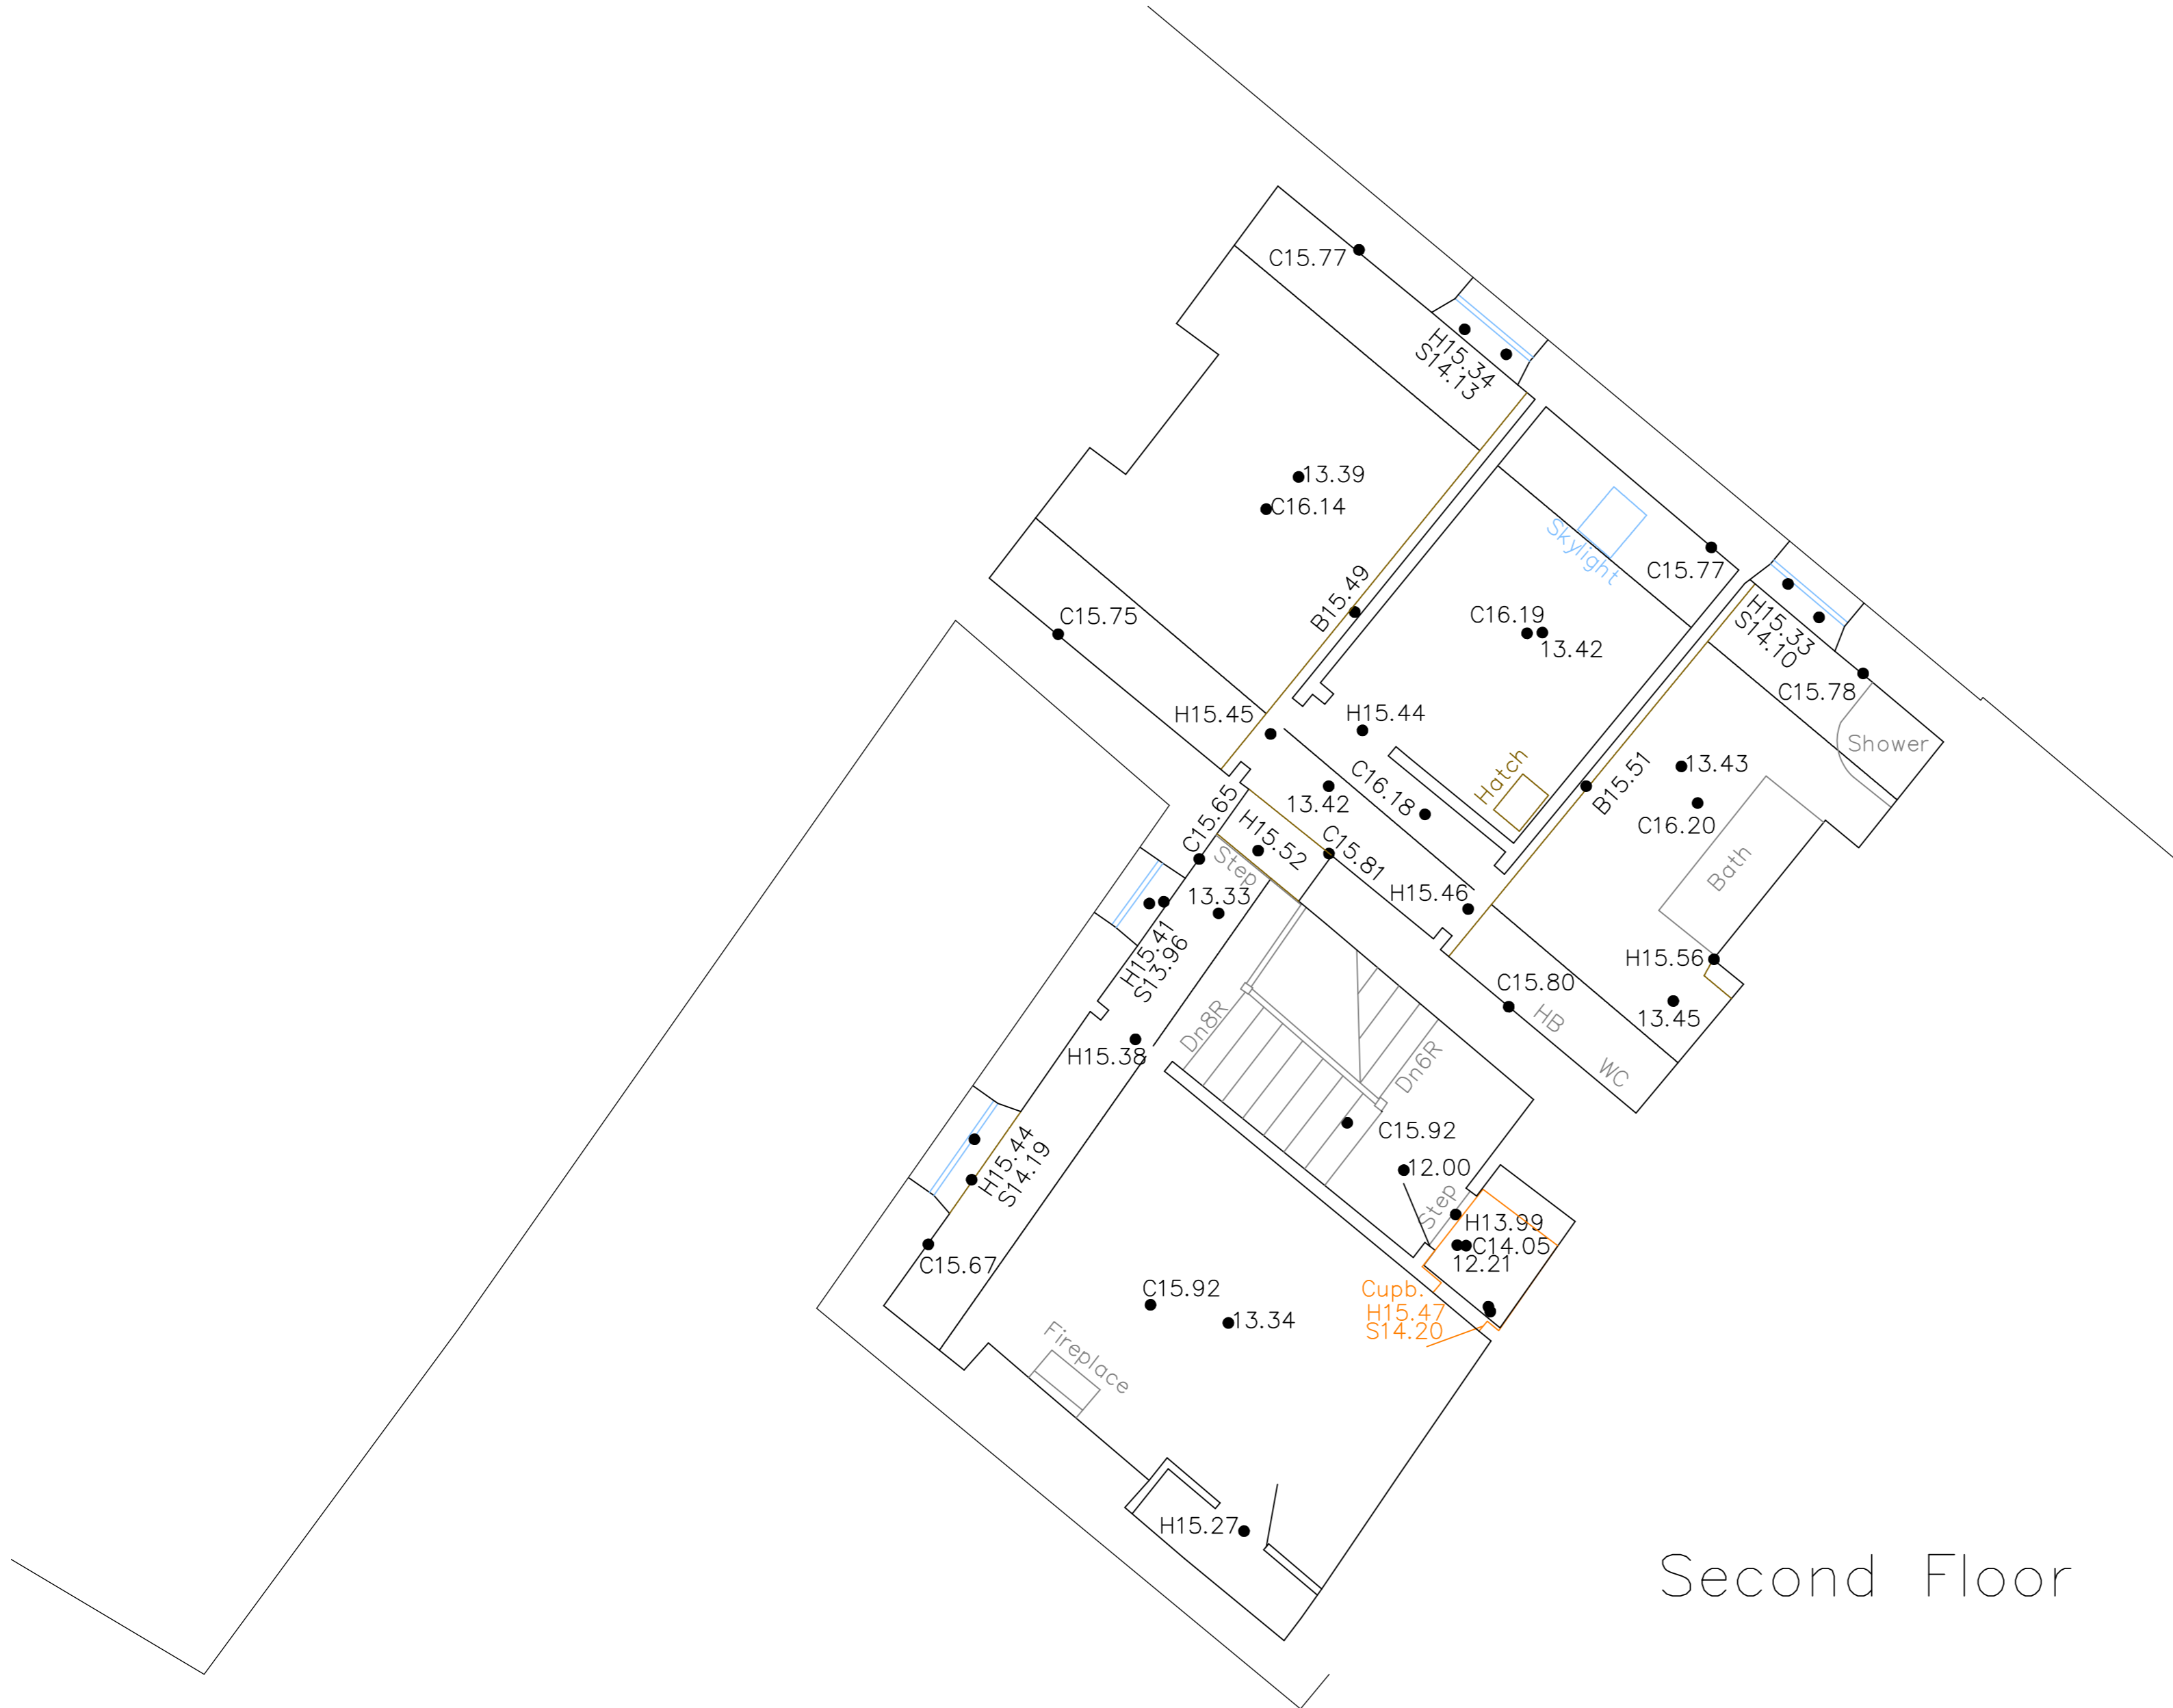 C15.77
H15.34
S14.13
13.39
C16.14
Skylight
C15.77
B15.49
C15.75
C16.19
13.42
H15.33
S14.10
C15.78
Shower
H15.45
H15.44
Hatch
C16.18
B15.51
13.43
C16.20
Bath
13.42
C15.65
H15.52
C15.81
Step
13.33
H15.46
H15.41
S13.96
H15.56
C15.80
HB
13.45
WC
H15.38
Dn8R
Dn6R
C15.92
12.00
H15.44
S14.19
Step
H13.99
C14.05
12.21
C15.67
C15.92
13.34
Cupb.
H15.47
S14.20
Fireplace
H15.27
Second Floor